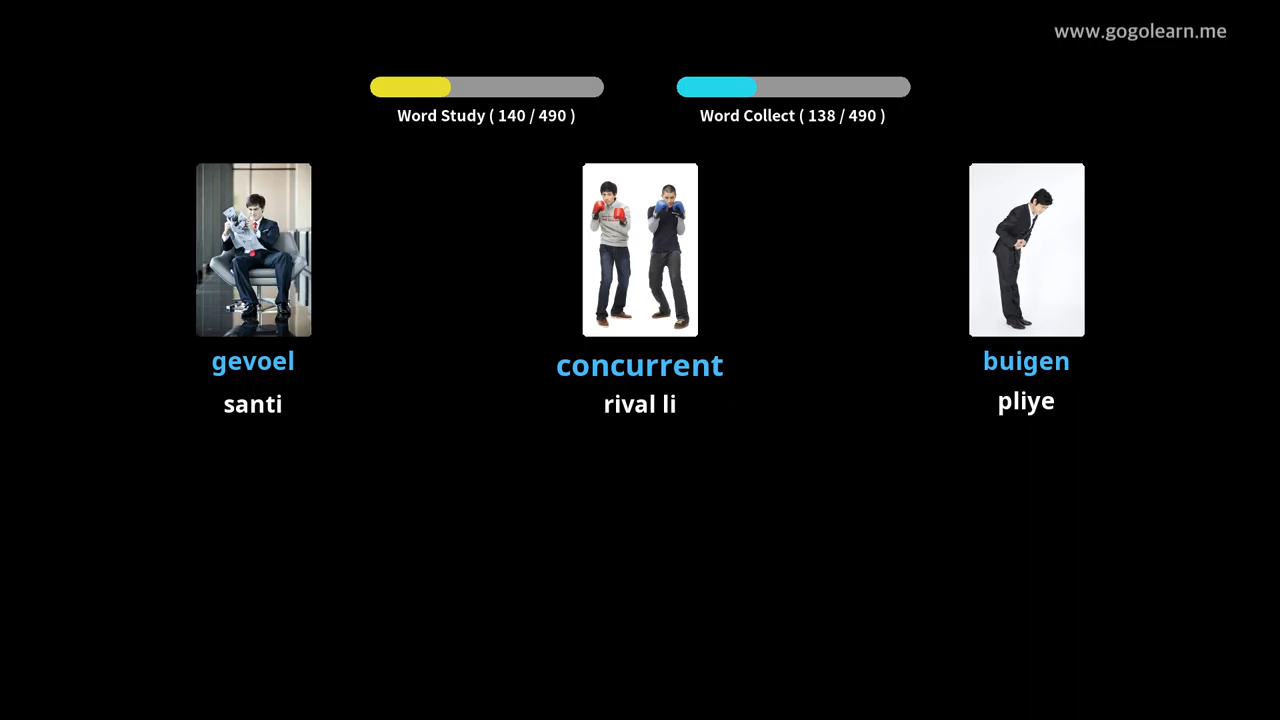 www.gogolearn.me
Word Study ( 140 / 490 )
Word Collect ( 138 / 490 )
gevoel
concurrent
buigen
santi
rival li
pliye